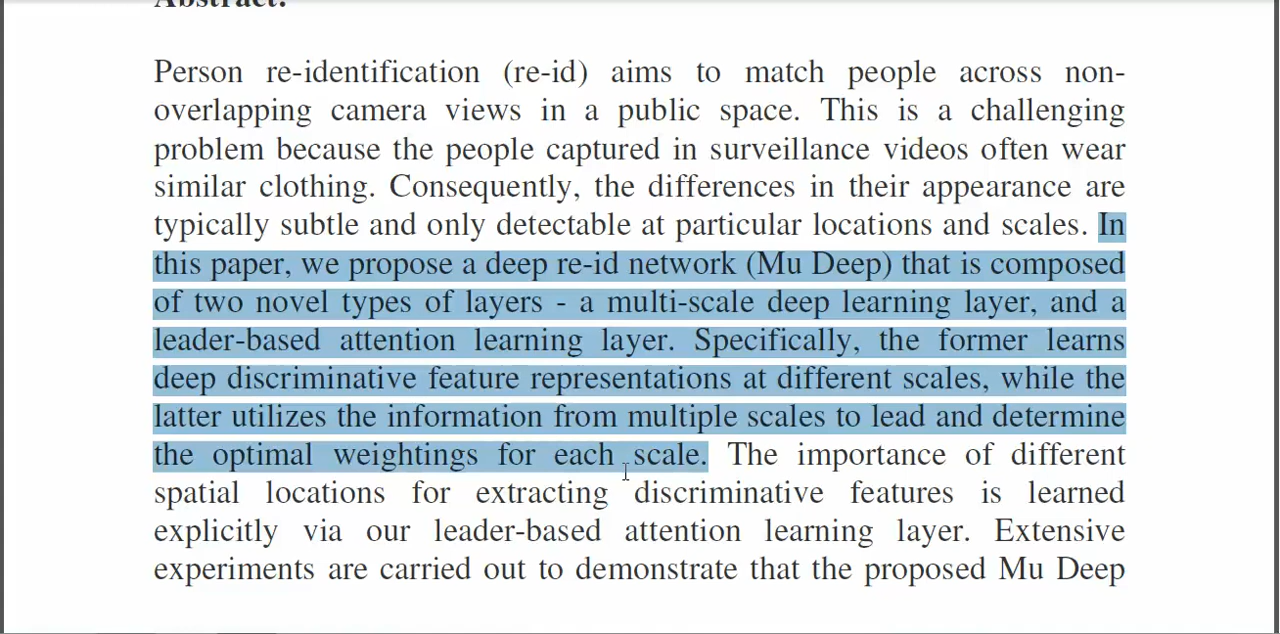 Abstract:
Person re-identification (re-id) aims to match people across non-
overlapping camera views in a public space. This is a challenging
problem because the people captured in surveillance videos often wear
similar clothing. Consequently, the differences in their appearance are
typically subtle and only detectable at particular locations and scales. In
this paper, we propose a deep re-id network (Mu Deep) that is composed
of two novel types of layers - a multi-scale deep learning layer, and a
leader-based attention learning layer. Specifically, the former learns
deep discriminative feature representations at different scales, while the
latter utilizes the information from multiple scales to lead and determine
the optimal weightings for each scale. The importance of different
spatial locations for extracting discriminative features is learned
explicitly via our leader-based attention learning layer. Extensive
experiments are carried out to demonstrate that the proposed Mu Deep